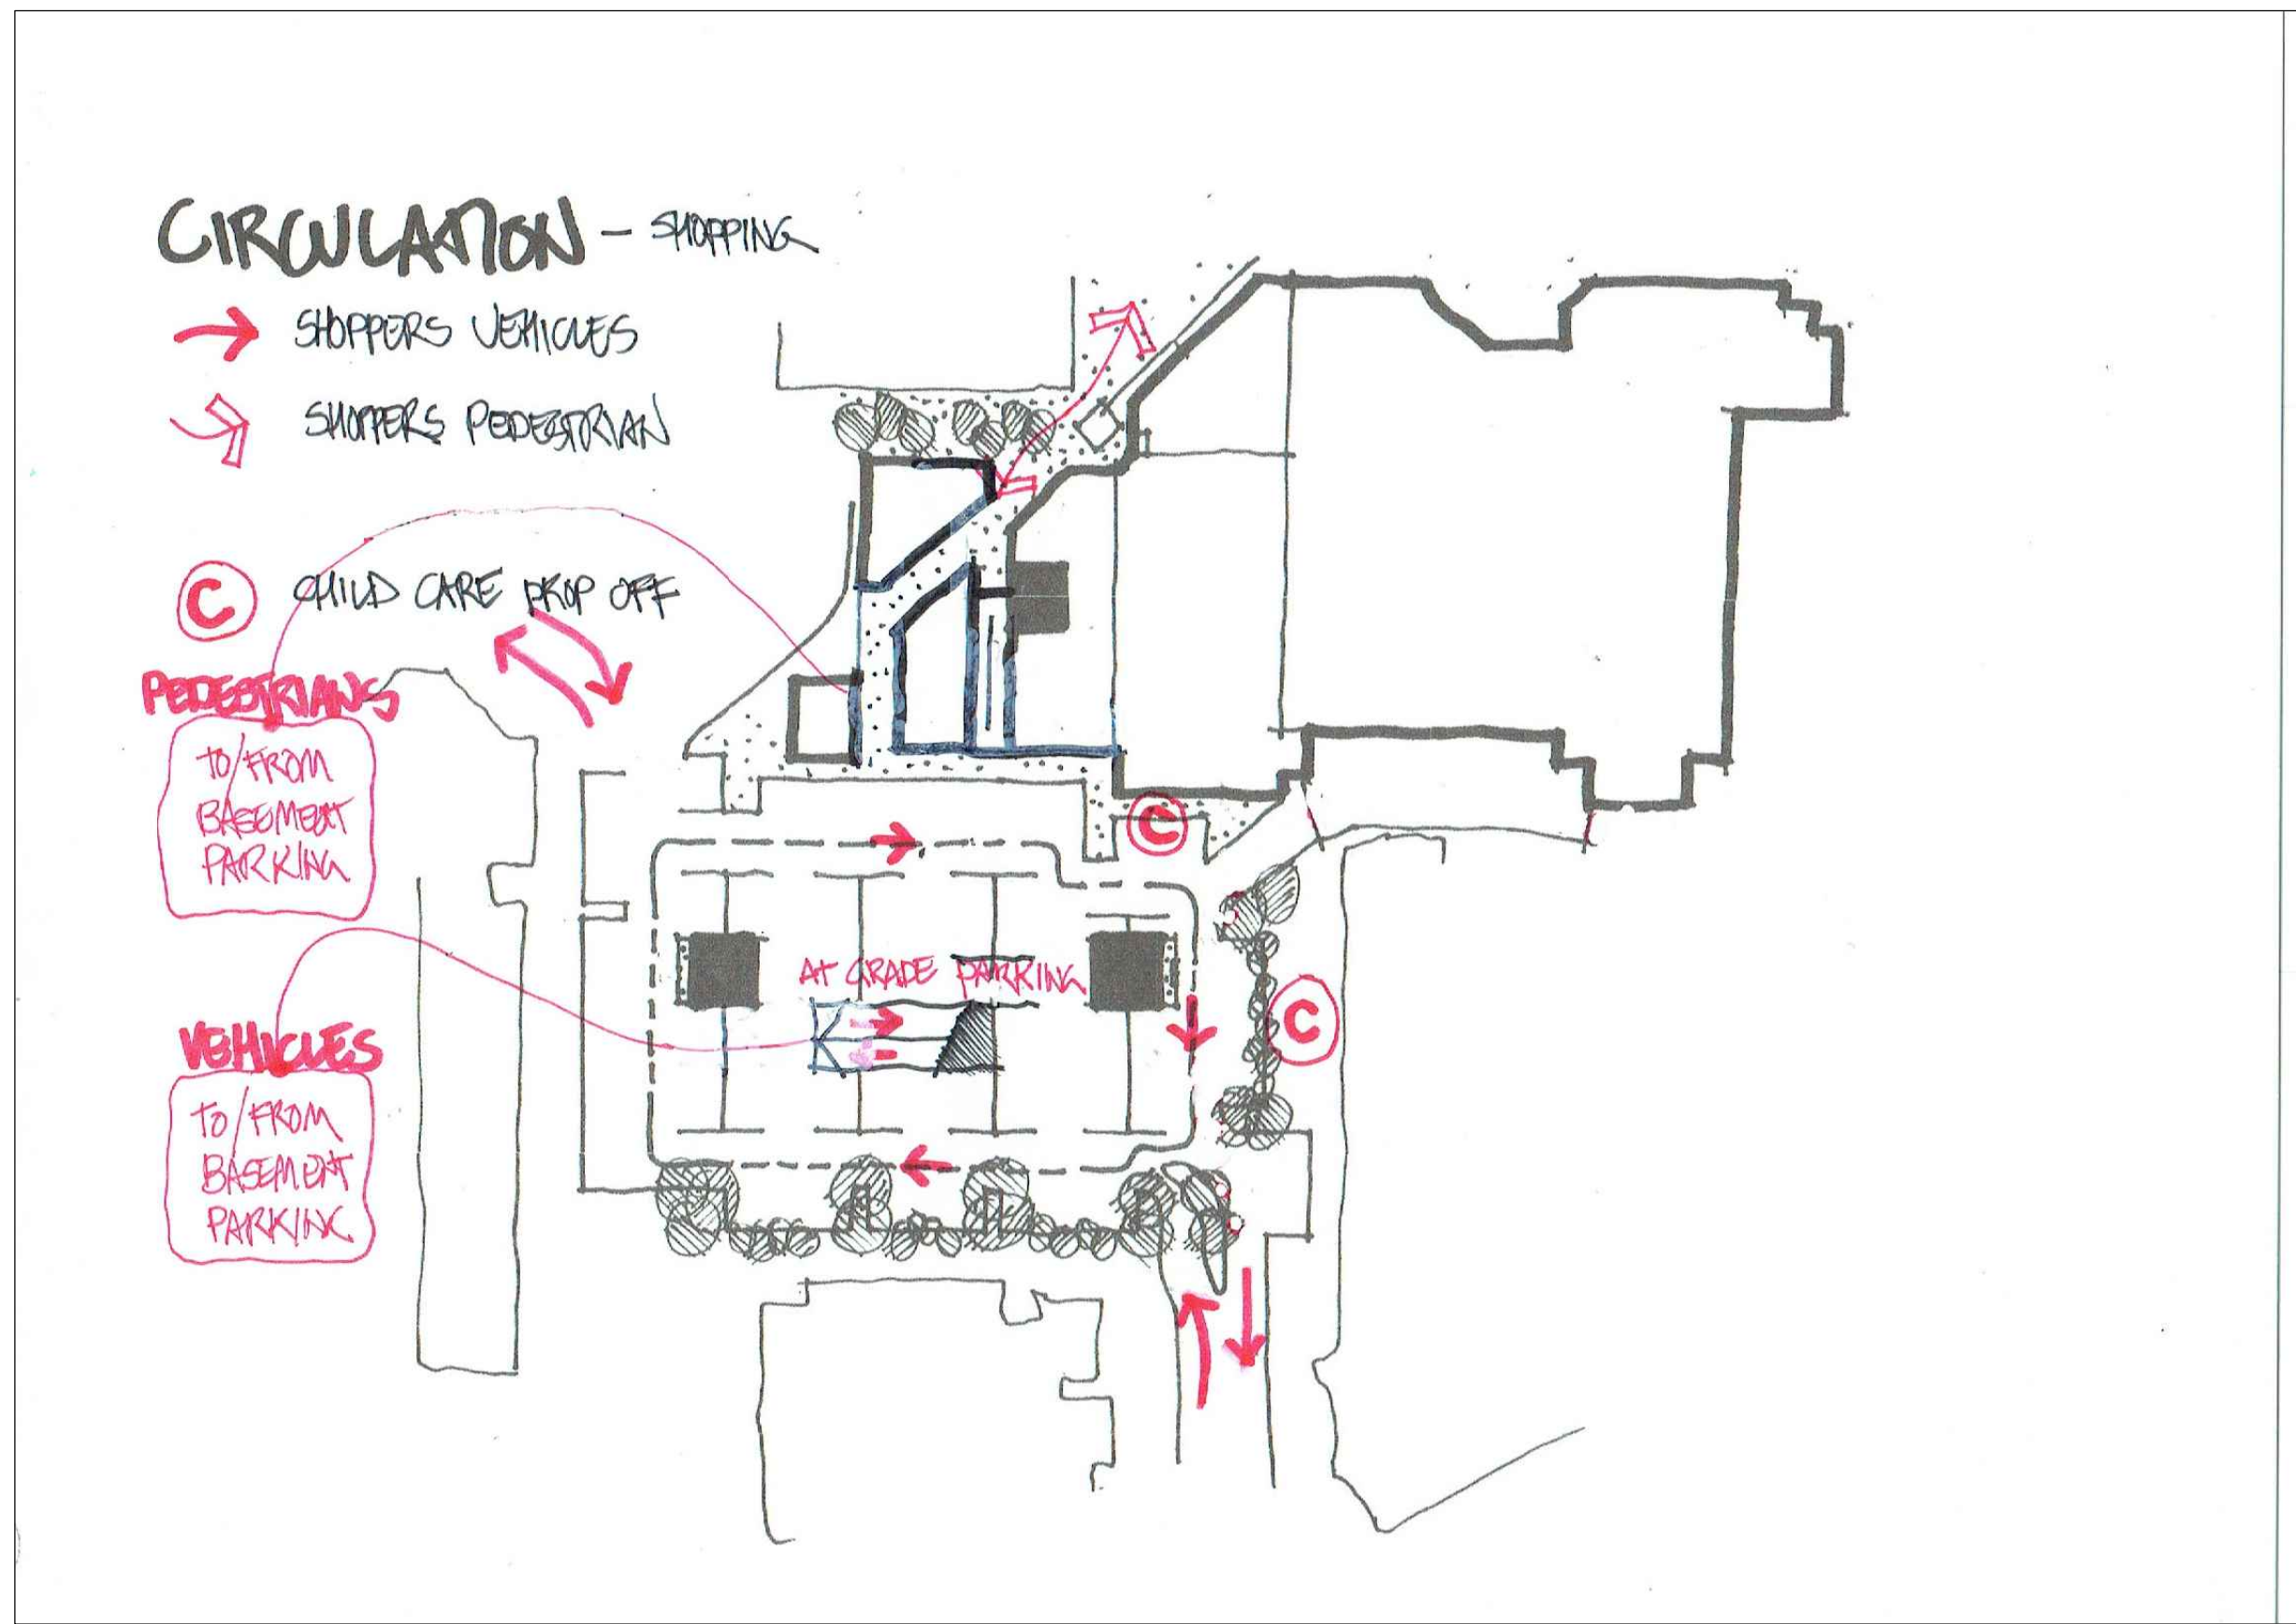 CIRCULATION - SHOPPING
SHOPPERS VEHICLES
SHOPPERS PEDESTRIAN
C CHILD CARE DROP OFF
PEDESTRIANS
TO/FROM
BASEMENT
PARKING
C
AT GRADE PARKING
C
VEHICLES
TO/FROM
BASEMENT
PARKING